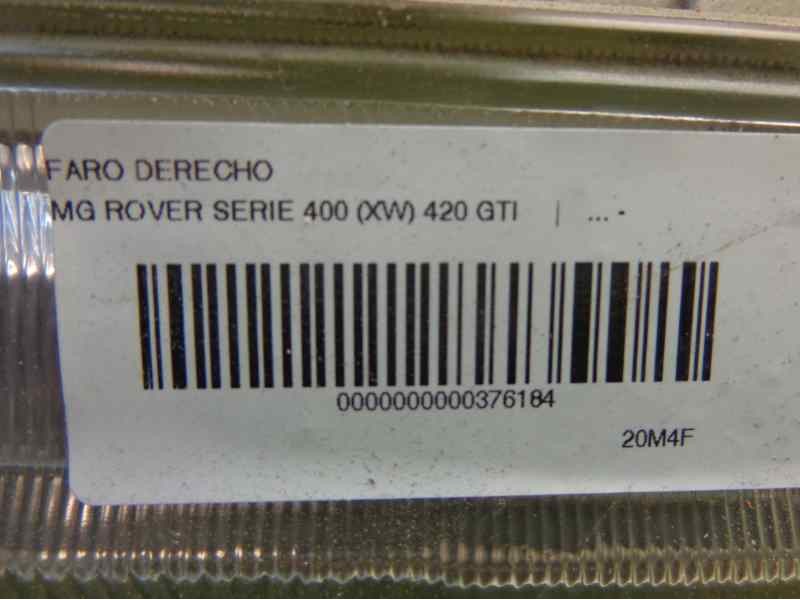 FARO DERECHO
MG ROVER SERIE 400 (XW) 420 GTI | ... -
0000000000376184
20M4F